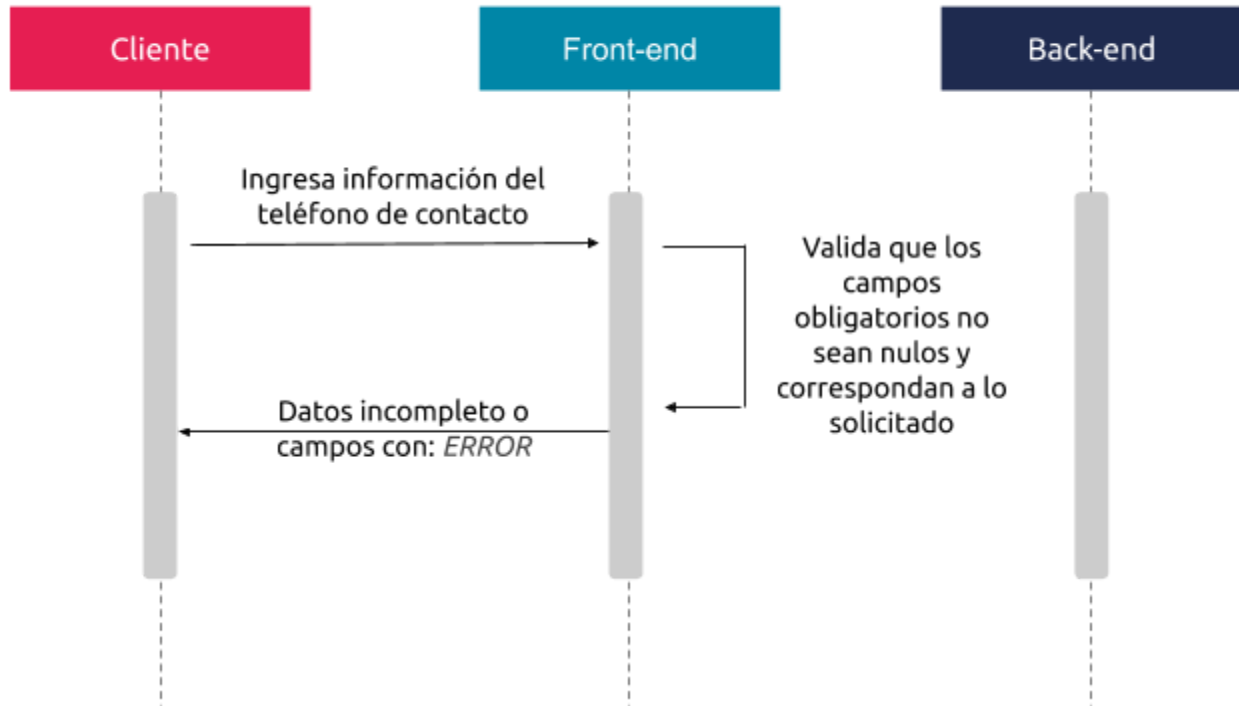 Cliente
Front-end
Back-end
Ingresa información del
teléfono de contacto
Valida que los
campos
obligatorios no
sean nulos y
correspondan a lo
solicitado
Datos incompleto o
campos con: ERROR